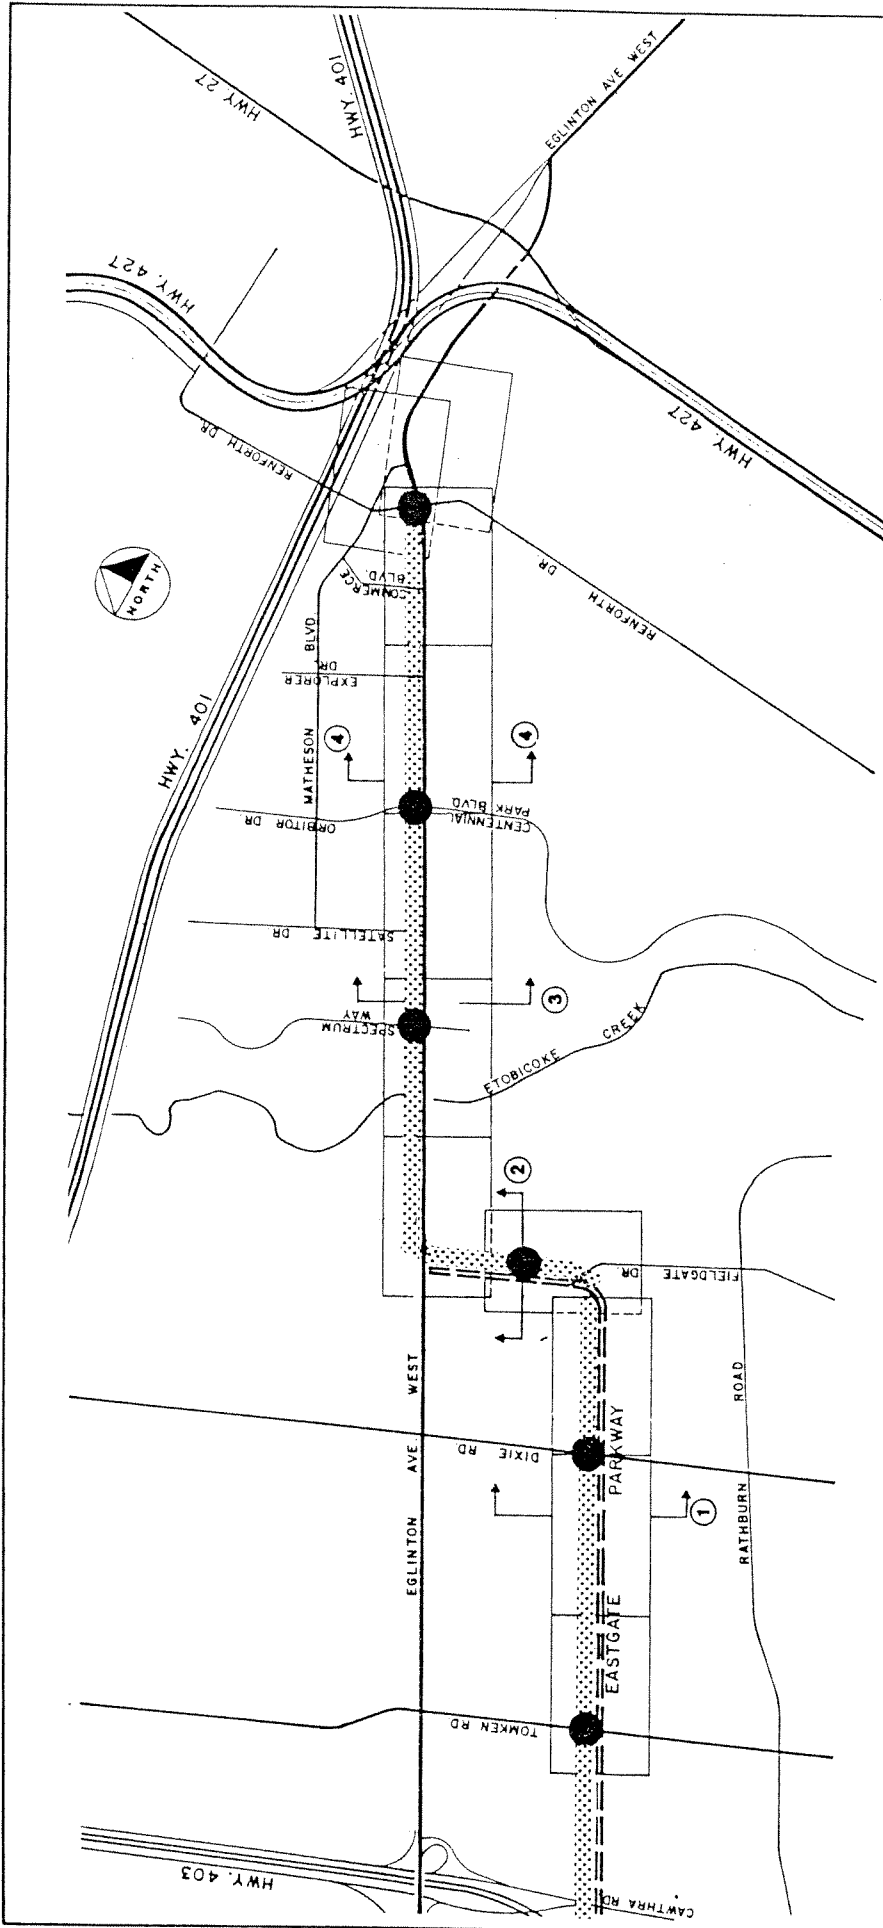 HWY. 27
HWY. 401
EGLINTON AVE WEST
HWY. 427
RENFORTH DR.
HWY. 427
NORTH
COMMERCE
BLVD.
RENFORTH
DR.
HWY. 401
MATHESON BLVD
EXPLORER
DR.
4
4
ORBITOR DR.
CENTENNIAL
PARK BLVD.
SATELLITE DR
3
SPECTRUM
WAY
ETOBICOKE CREEK
2
FIELDGATE DR.
EGLINTON AVE. WEST
DIXIE RD.
EASTGATE PARKWAY
1
RATHBURN ROAD
TOMKEN RD
HWY. 403
CAWTHRA RD